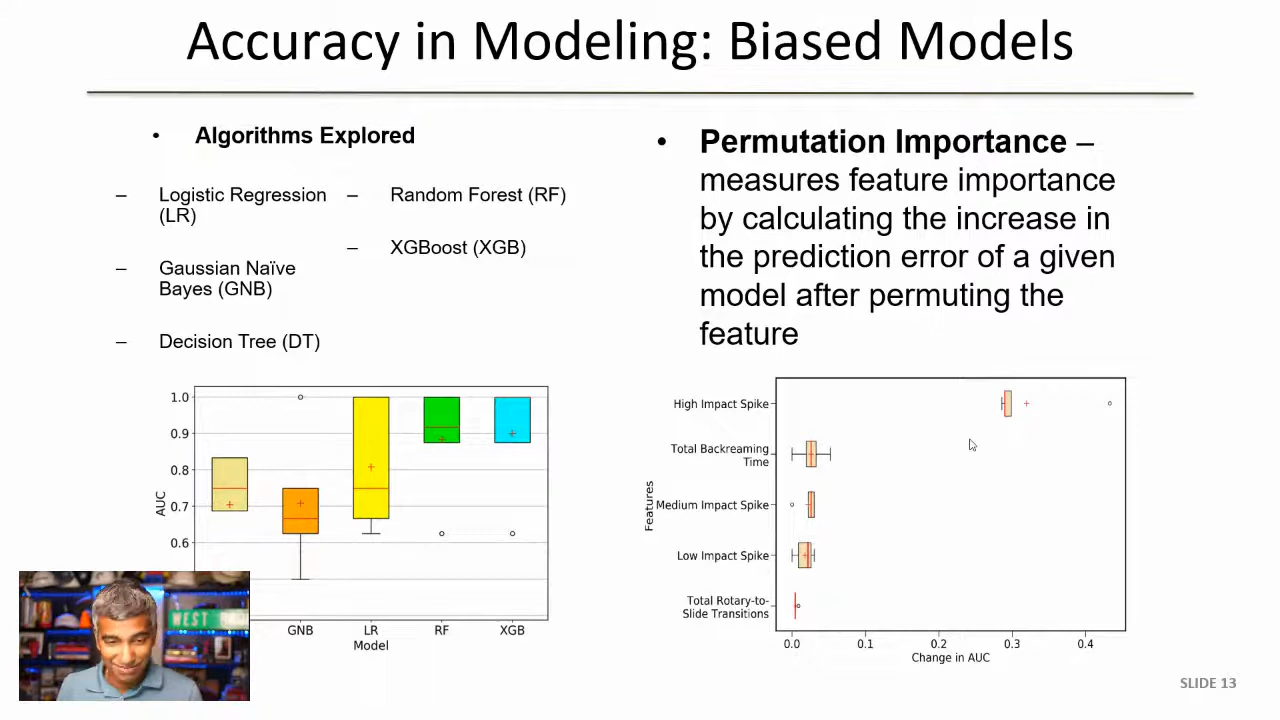 Accuracy in Modeling: Biased Models
• Algorithms Explored
– Logistic Regression
(LR)
– Gaussian Naïve
Bayes (GNB)
– Decision Tree (DT)
– Random Forest (RF)
– XGBoost (XGB)
• Permutation Importance –
measures feature importance
by calculating the increase in
the prediction error of a given
model after permuting the
feature
AUC
1.0
0.9
0.8
0.7
0.6
GNB LR RF XGB
Model
Features
High Impact Spike
Total Backreaming
Time
Medium Impact Spike
Low Impact Spike
Total Rotary-to-
Slide Transitions
0.0 0.1 0.2 0.3 0.4
Change in AUC
WEST
SLIDE 13